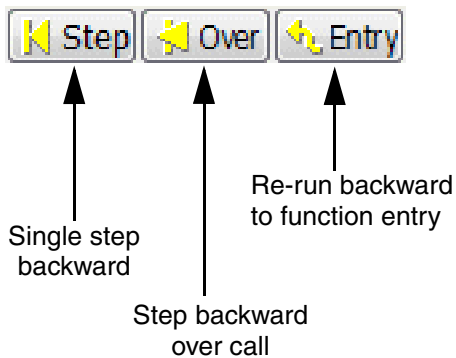 Step Over Entry
Re-run backward
to function entry
Single step
backward
Step backward
over call